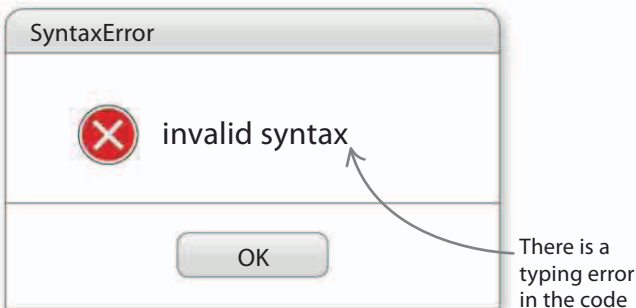 SyntaxError
invalid syntax
OK
There is a
typing error
in the code